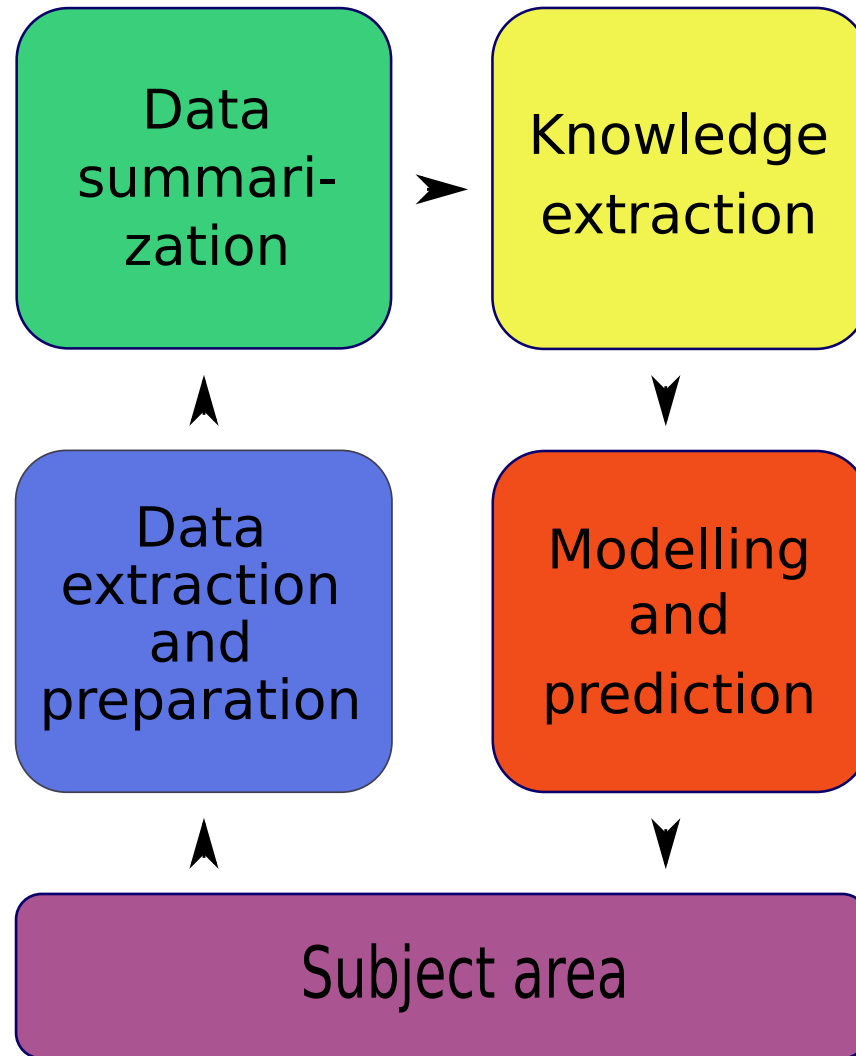 Data
summari-
zation
Knowledge
extraction
Data
extraction
and
preparation
Modelling
and
prediction
Subject area